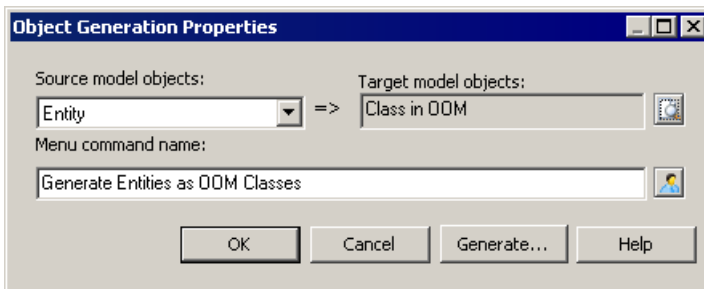 Object Generation Properties
Source model objects:
Target model objects:
Entity
=>
Class in OOM
Menu command name:
Generate Entities as OOM Classes
OK
Cancel
Generate...
Help